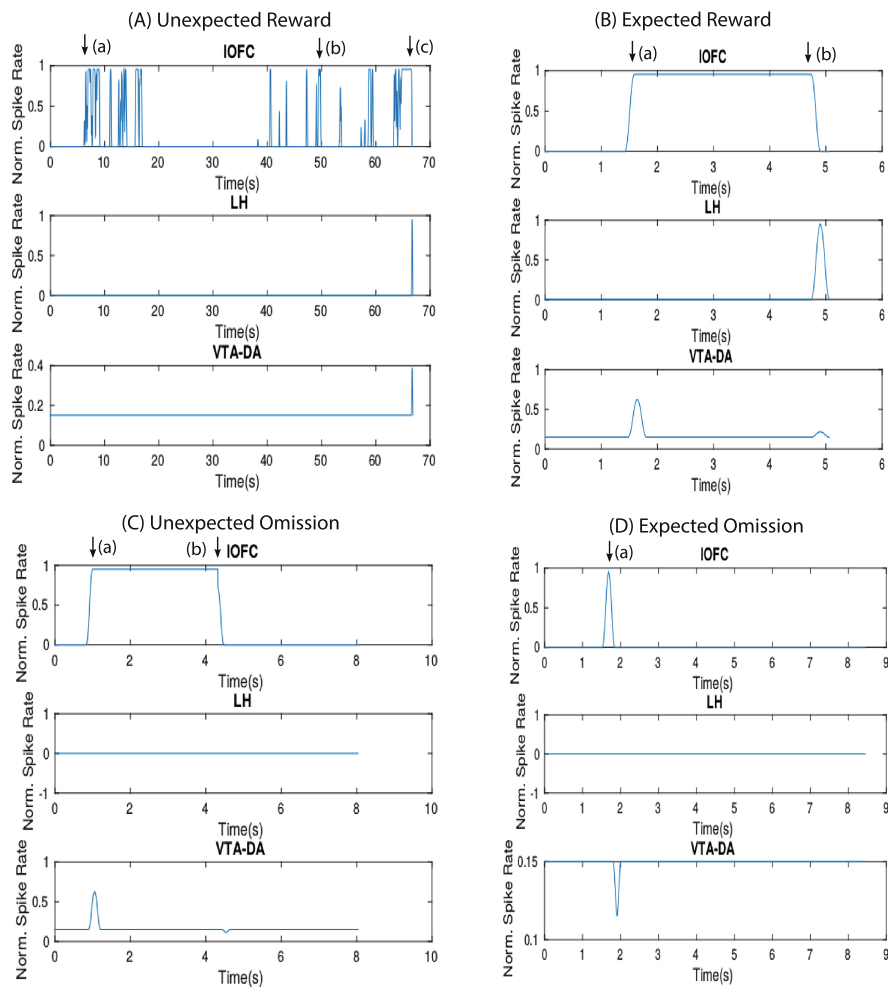 (A) Unexpected Reward
(a) (b) (c)
lOFC
Norm. Spike Rate
1
0.5
0
0 10 20 30 40 50 60 70
Time(s)
LH
Norm. Spike Rate
1
0.5
0
0 10 20 30 40 50 60 70
Time(s)
VTA-DA
Norm. Spike Rate
0.4
0.2
0
0 10 20 30 40 50 60 70
Time(s)
(B) Expected Reward
(a) (b)
lOFC
Norm. Spike Rate
1
0.5
0
0 1 2 3 4 5 6
Time(s)
LH
Norm. Spike Rate
1
0.5
0
0 1 2 3 4 5 6
Time(s)
VTA-DA
Norm. Spike Rate
1
0.5
0
0 1 2 3 4 5 6
Time(s)
(C) Unexpected Omission
(a) (b)
lOFC
Norm. Spike Rate
1
0.5
0
0 2 4 6 8 10
Time(s)
LH
Norm. Spike Rate
1
0
-1
0 2 4 6 8 10
Time(s)
VTA-DA
Norm. Spike Rate
1
0.5
0
0 2 4 6 8 10
Time(s)
(D) Expected Omission
(a)
lOFC
Norm. Spike Rate
1
0.5
0
0 1 2 3 4 5 6 7 8 9
Time(s)
LH
Norm. Spike Rate
1
0
-1
0 1 2 3 4 5 6 7 8 9
Time(s)
VTA-DA
Norm. Spike Rate
0.15
0.1
0 1 2 3 4 5 6 7 8 9
Time(s)